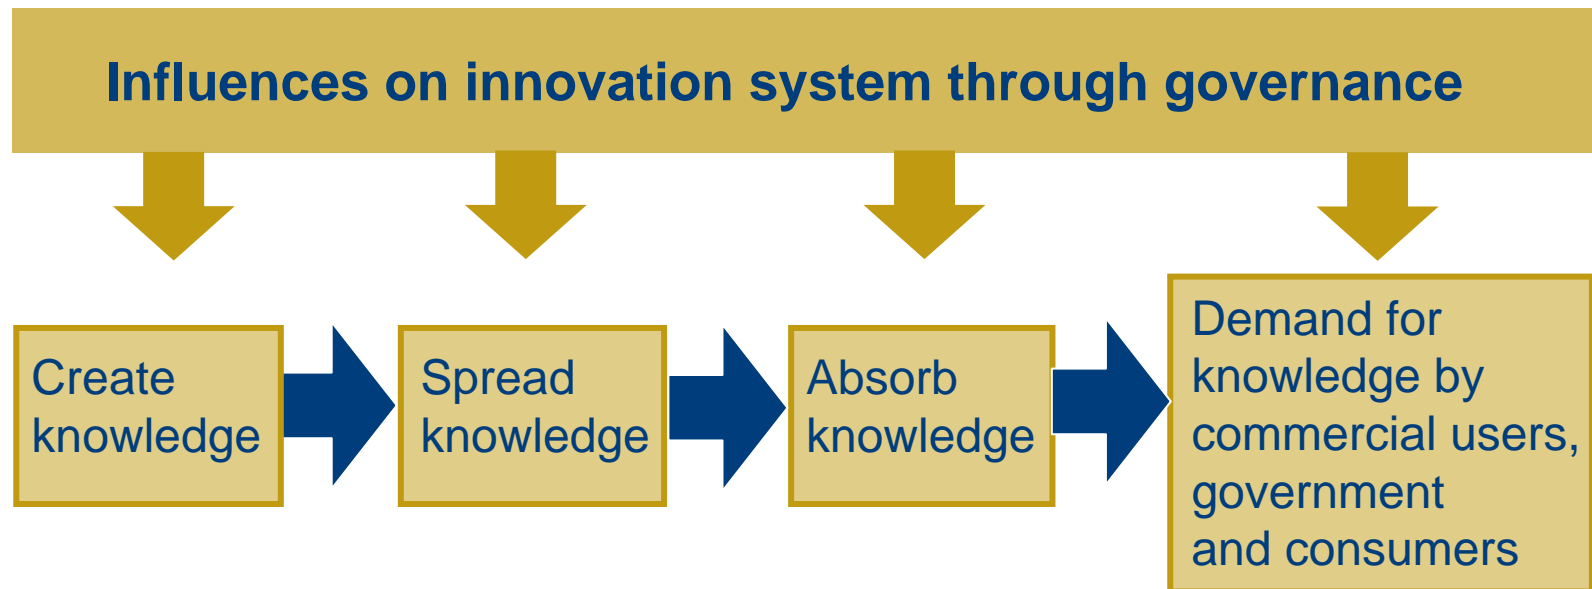 Influences on innovation system through governance
Create
knowledge
Spread
knowledge
Absorb
knowledge
Demand for
knowledge by
commercial users,
government
and consumers